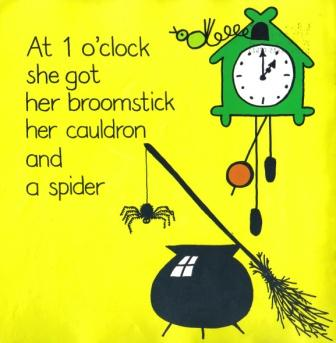 At 1 o'clock
she got
her broomstick
her cauldron
and
a spider